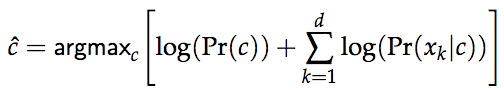 ĉ = argmax_c [ log(Pr(c)) + ∑_{k=1}^{d} log(Pr(x_k|c)) ]